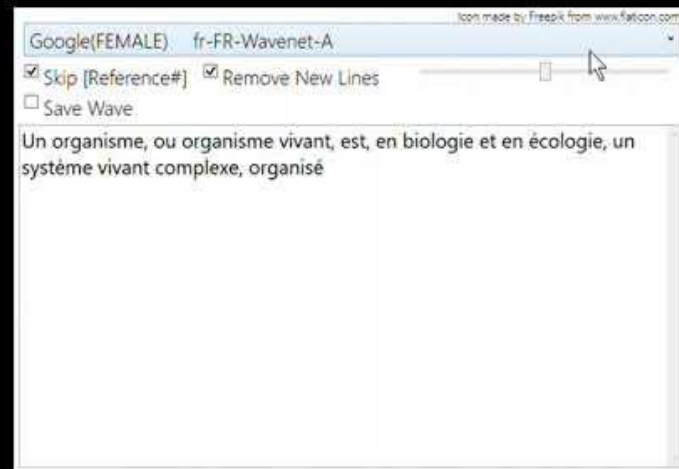 Icon made by Freepik from www.flaticon.com
Google(FEMALE) fr-FR-Wavenet-A
Skip [Reference#] Remove New Lines
Save Wave
Un organisme, ou organisme vivant, est, en biologie et en écologie, un
système vivant complexe, organisé